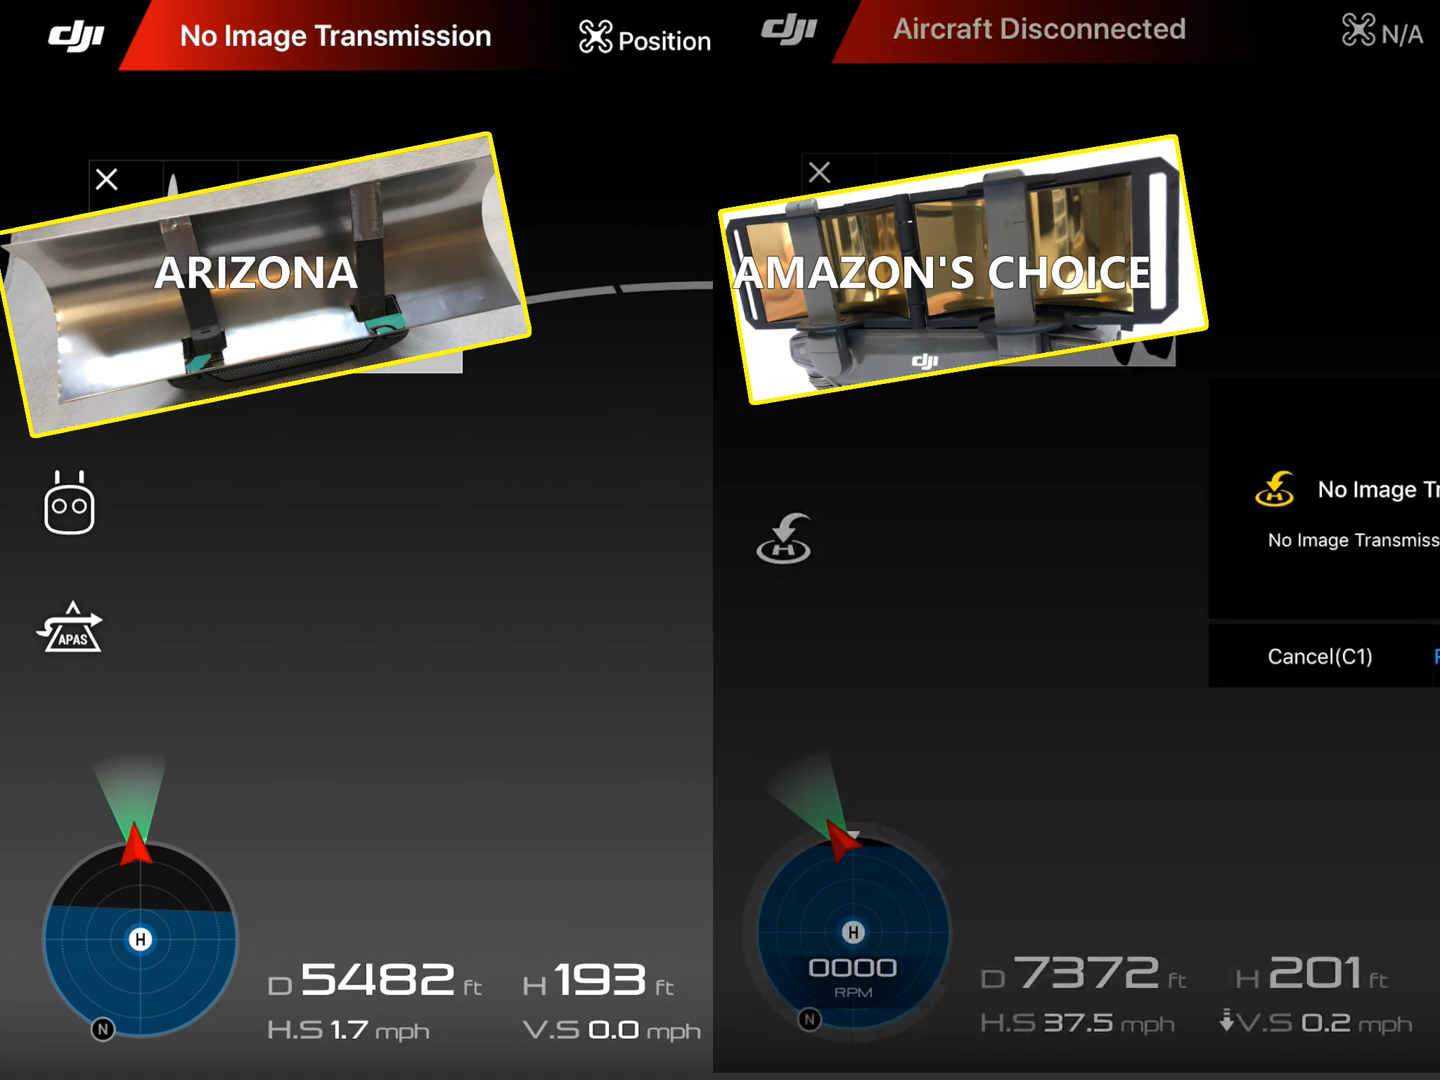 dji
No Image Transmission
Position
ARIZONA
APAS
H
N
D 5482 ft
H 193 ft
H.S 1.7 mph
V.S 0.0 mph
dji
Aircraft Disconnected
N/A
AMAZON'S CHOICE
dji
H
No Image Tr
No Image Transmiss
Cancel(C1)
H
0000
RPM
N
D 7372 ft
H 201 ft
H.S 37.5 mph
V.S 0.2 mph